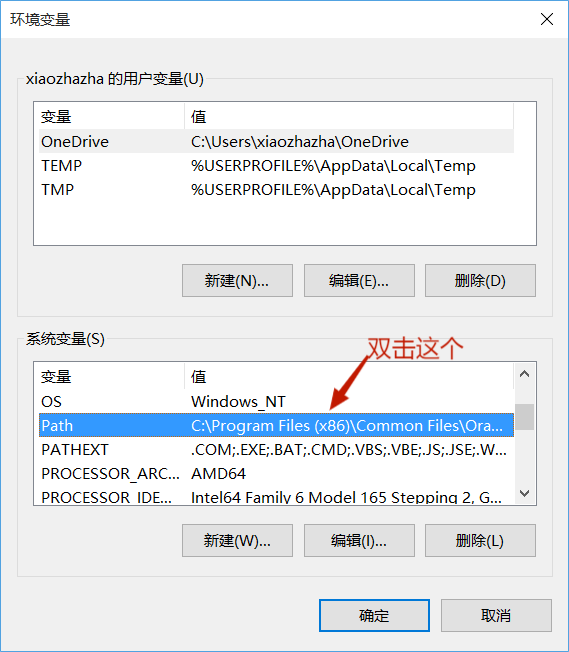 环境变量
xiaozhazha 的用户变量(U)
变量 值
OneDrive C:\Users\xiaozhazha\OneDrive
TEMP %USERPROFILE%\AppData\Local\Temp
TMP %USERPROFILE%\AppData\Local\Temp
新建(N)... 编辑(E)... 删除(D)
系统变量(S)
双击这个
变量 值
OS Windows_NT
Path C:\Program Files (x86)\Common Files\Ora...
PATHEXT .COM;.EXE;.BAT;.CMD;.VBS;.VBE;.JS;.JSE;.W...
PROCESSOR_ARC... AMD64
PROCESSOR_IDE... Intel64 Family 6 Model 165 Stepping 2, G...
新建(W)... 编辑(I)... 删除(L)
确定 取消